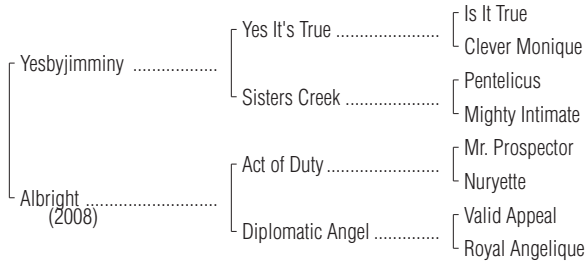 Is It True
Yes It's True ..................
Clever Monique
Yesbyjimminy ..................
Pentelicus
Sisters Creek ..................
Mighty Intimate
Mr. Prospector
Act of Duty ......................
Nuryette
Albright ............................
(2008)
Valid Appeal
Diplomatic Angel ..............
Royal Angelique